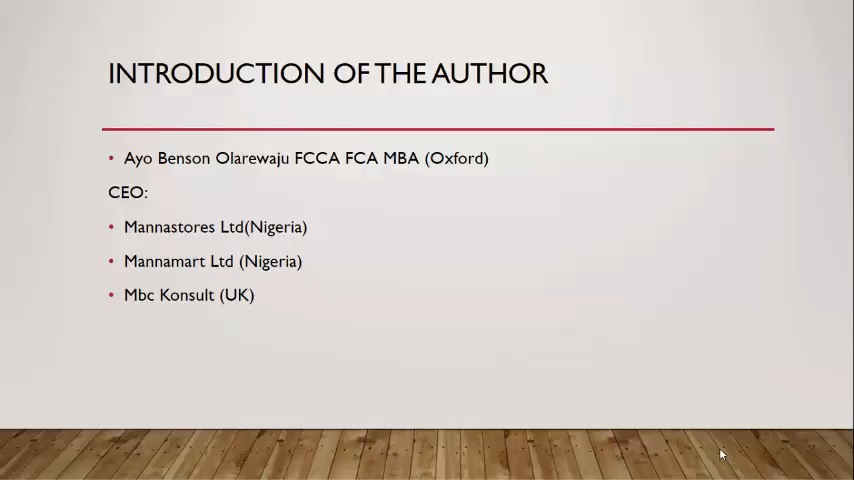 INTRODUCTION OF THE AUTHOR
• Ayo Benson Olarewaju FCCA FCA MBA (Oxford)
CEO:
• Mannastores Ltd(Nigeria)
• Mannamart Ltd (Nigeria)
• Mbc Konsult (UK)